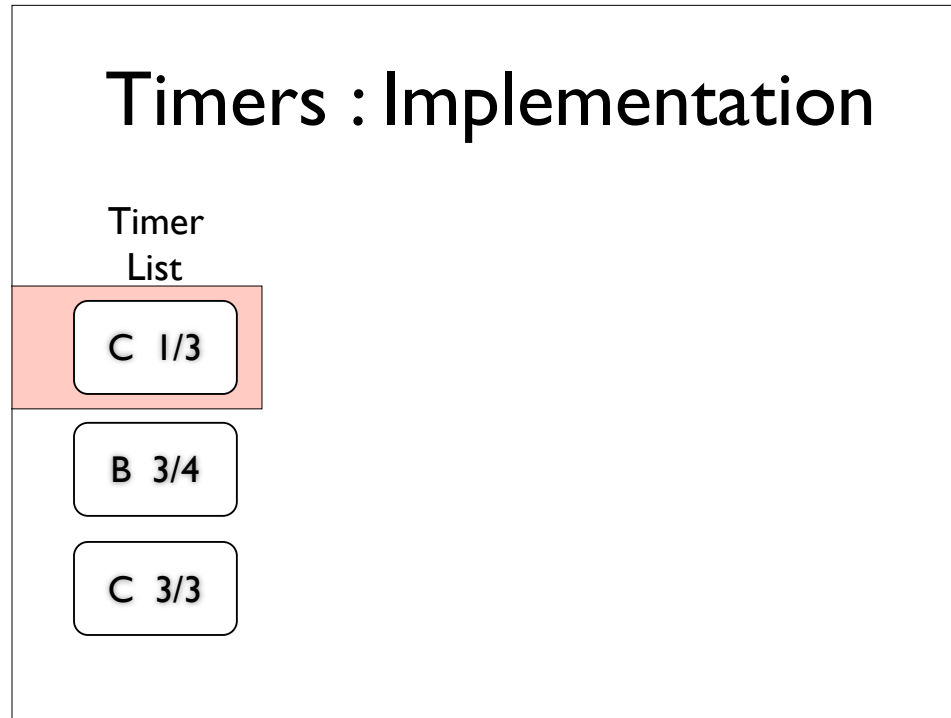 Timers : Implementation
Timer
List
C 1/3
B 3/4
C 3/3